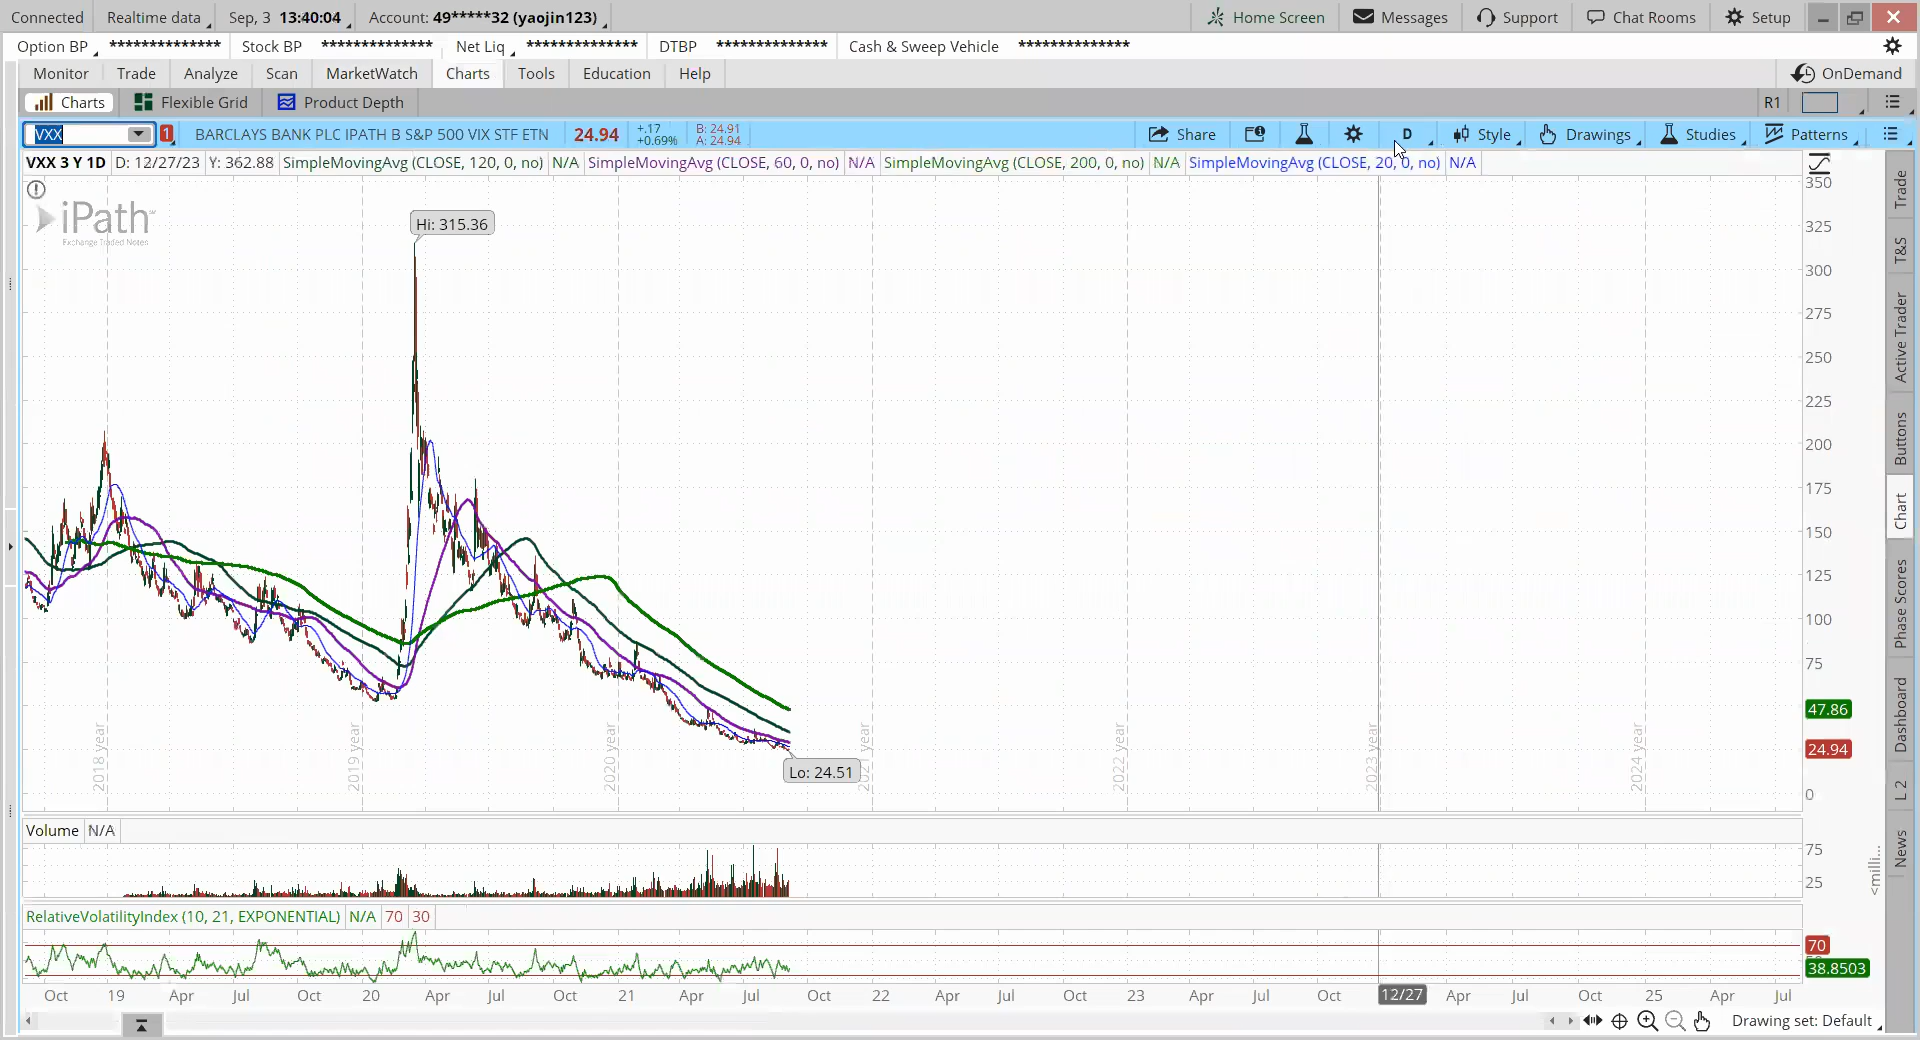 Connected Realtime data Sep, 3 13:40:04 Account: 49*****32 (yaojin123) Home Screen Messages Support Chat Rooms Setup
Option BP ************** Stock BP ************** Net Liq ************** DTBP ************** Cash & Sweep Vehicle **************
Monitor Trade Analyze Scan MarketWatch Charts Tools Education Help OnDemand
Charts Flexible Grid Product Depth R1
VXX 1 BARCLAYS BANK PLC IPATH B S&P 500 VIX STF ETN 24.94 +.17 +0.69% B: 24.91 A: 24.94 Share D Style Drawings Studies Patterns
VXX 3 Y 1D D: 12/27/23 Y: 362.88 SimpleMovingAvg (CLOSE, 120, 0, no) N/A SimpleMovingAvg (CLOSE, 60, 0, no) N/A SimpleMovingAvg (CLOSE, 200, 0, no) N/A SimpleMovingAvg (CLOSE, 20, 0, no) N/A
iPath
Exchange Traded Notes
Hi: 315.36
Lo: 24.51
2018 year
2019 year
2020 year
2022 year
2023 year
2024 year
350
325
300
275
250
225
200
175
150
125
100
75
47.86
24.94
0
Volume N/A
75
25
<milli...
RelativeVolatilityIndex (10, 21, EXPONENTIAL) N/A 70 30
70
38.8503
Oct 19 Apr Jul Oct 20 Apr Jul Oct 21 Apr Jul Oct 22 Apr Jul Oct 23 Apr Jul Oct 12/27 Apr Jul Oct 25 Apr Jul
Drawing set: Default
Trade
T&S
Active Trader
Buttons
Chart
Phase Scores
Dashboard
L 2
News